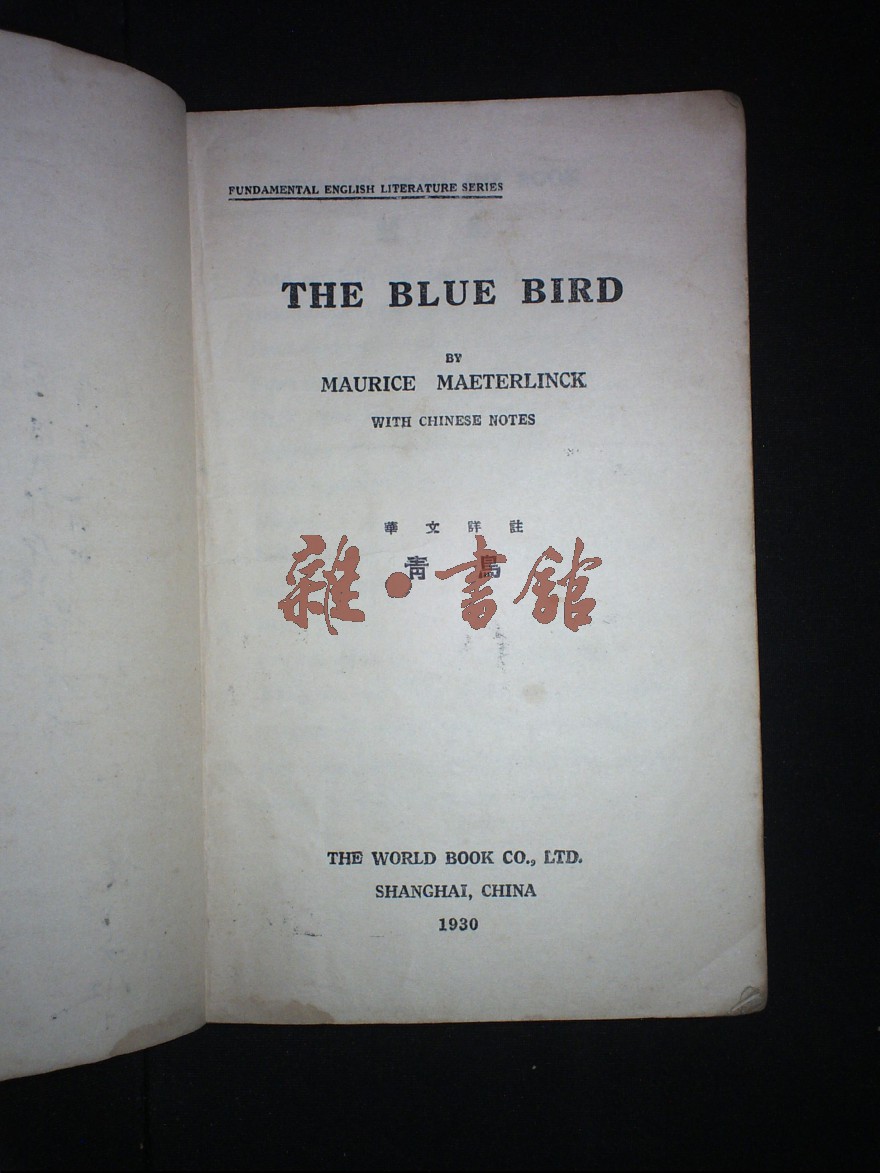 FUNDAMENTAL ENGLISH LITERATURE SERIES
THE BLUE BIRD
BY
MAURICE MAETERLINCK
WITH CHINESE NOTES
華文詳註
青鳥
雜·書館
THE WORLD BOOK CO., LTD.
SHANGHAI, CHINA
1930